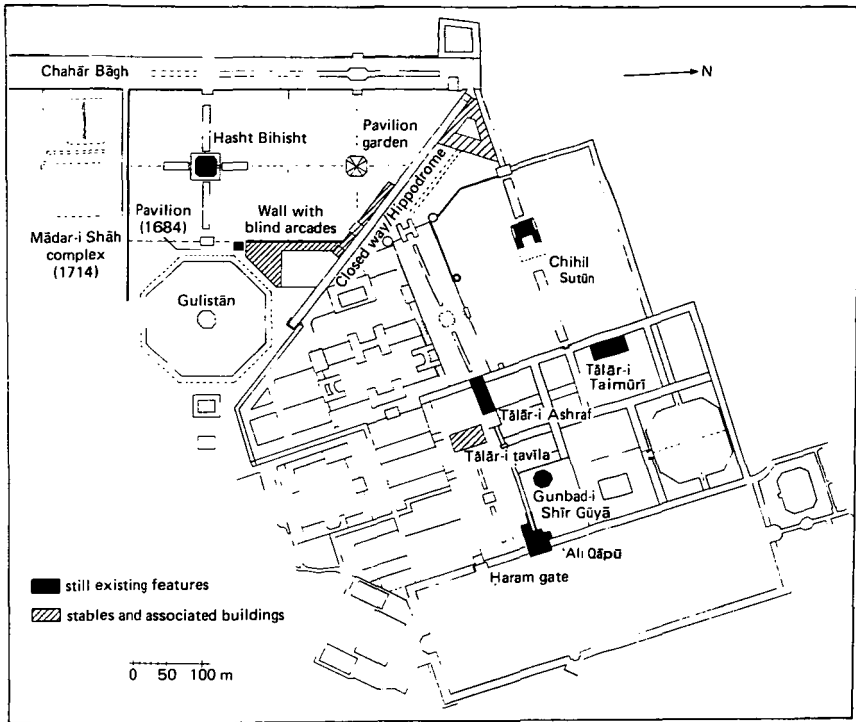 Chahār Bāgh
N
Hasht Bihisht
Pavilion
garden
Closed way/Hippodrome
Pavilion
(1684)
Wall with
blind arcades
Mādar-i Shāh
complex
(1714)
Gulistān
Chihil
Sutūn
Tālār-i
Taimūrī
Tālār-i Ashraf
Tālār-i tavīla
Gunbad-i
Shīr Gūyā
'Alī Qāpū
Ḥaram gate
still existing features
stables and associated buildings
0 50 100 m